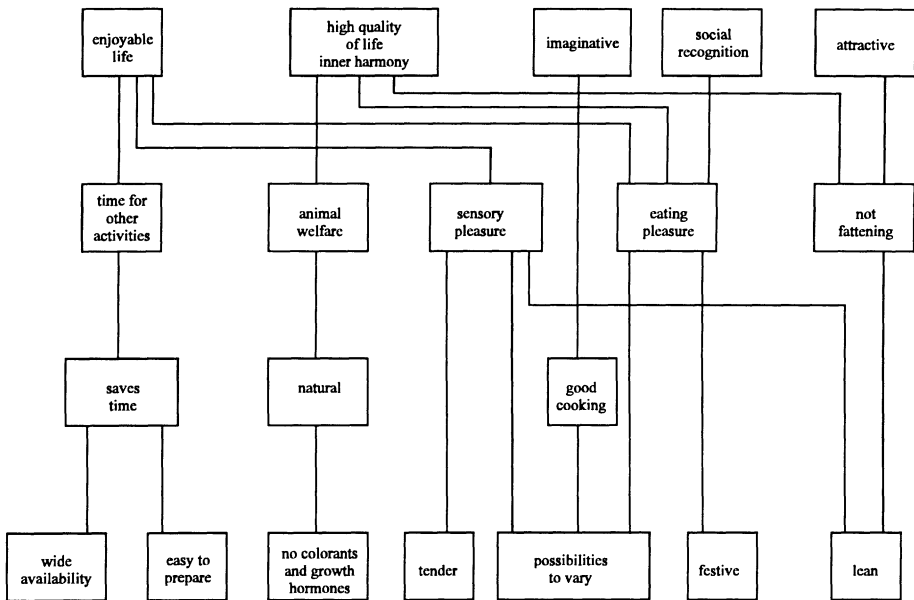 enjoyable
life
high quality
of life
inner harmony
imaginative
social
recognition
attractive
time for
other
activities
animal
welfare
sensory
pleasure
eating
pleasure
not
fattening
saves
time
natural
good
cooking
wide
availability
easy to
prepare
no colorants
and growth
hormones
tender
possibilities
to vary
festive
lean